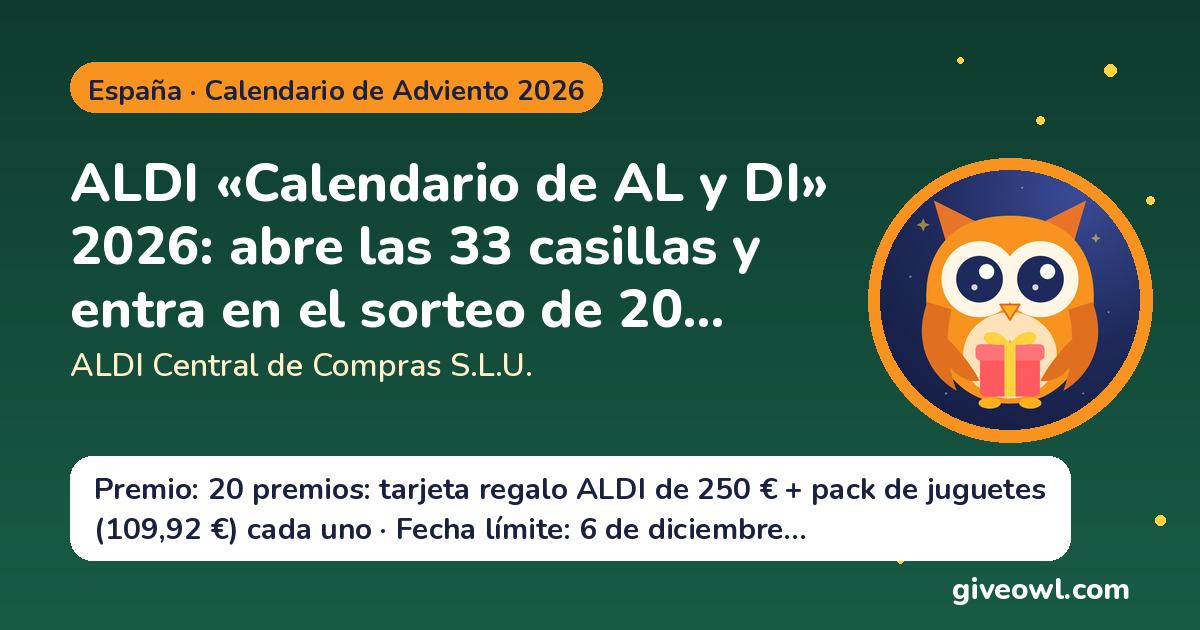 España · Calendario de Adviento 2026
ALDI «Calendario de AL y DI»
2026: abre las 33 casillas y
entra en el sorteo de 20...
ALDI Central de Compras S.L.U.
Premio: 20 premios: tarjeta regalo ALDI de 250 € + pack de juguetes
(109,92 €) cada uno · Fecha límite: 6 de diciembre...
giveowl.com